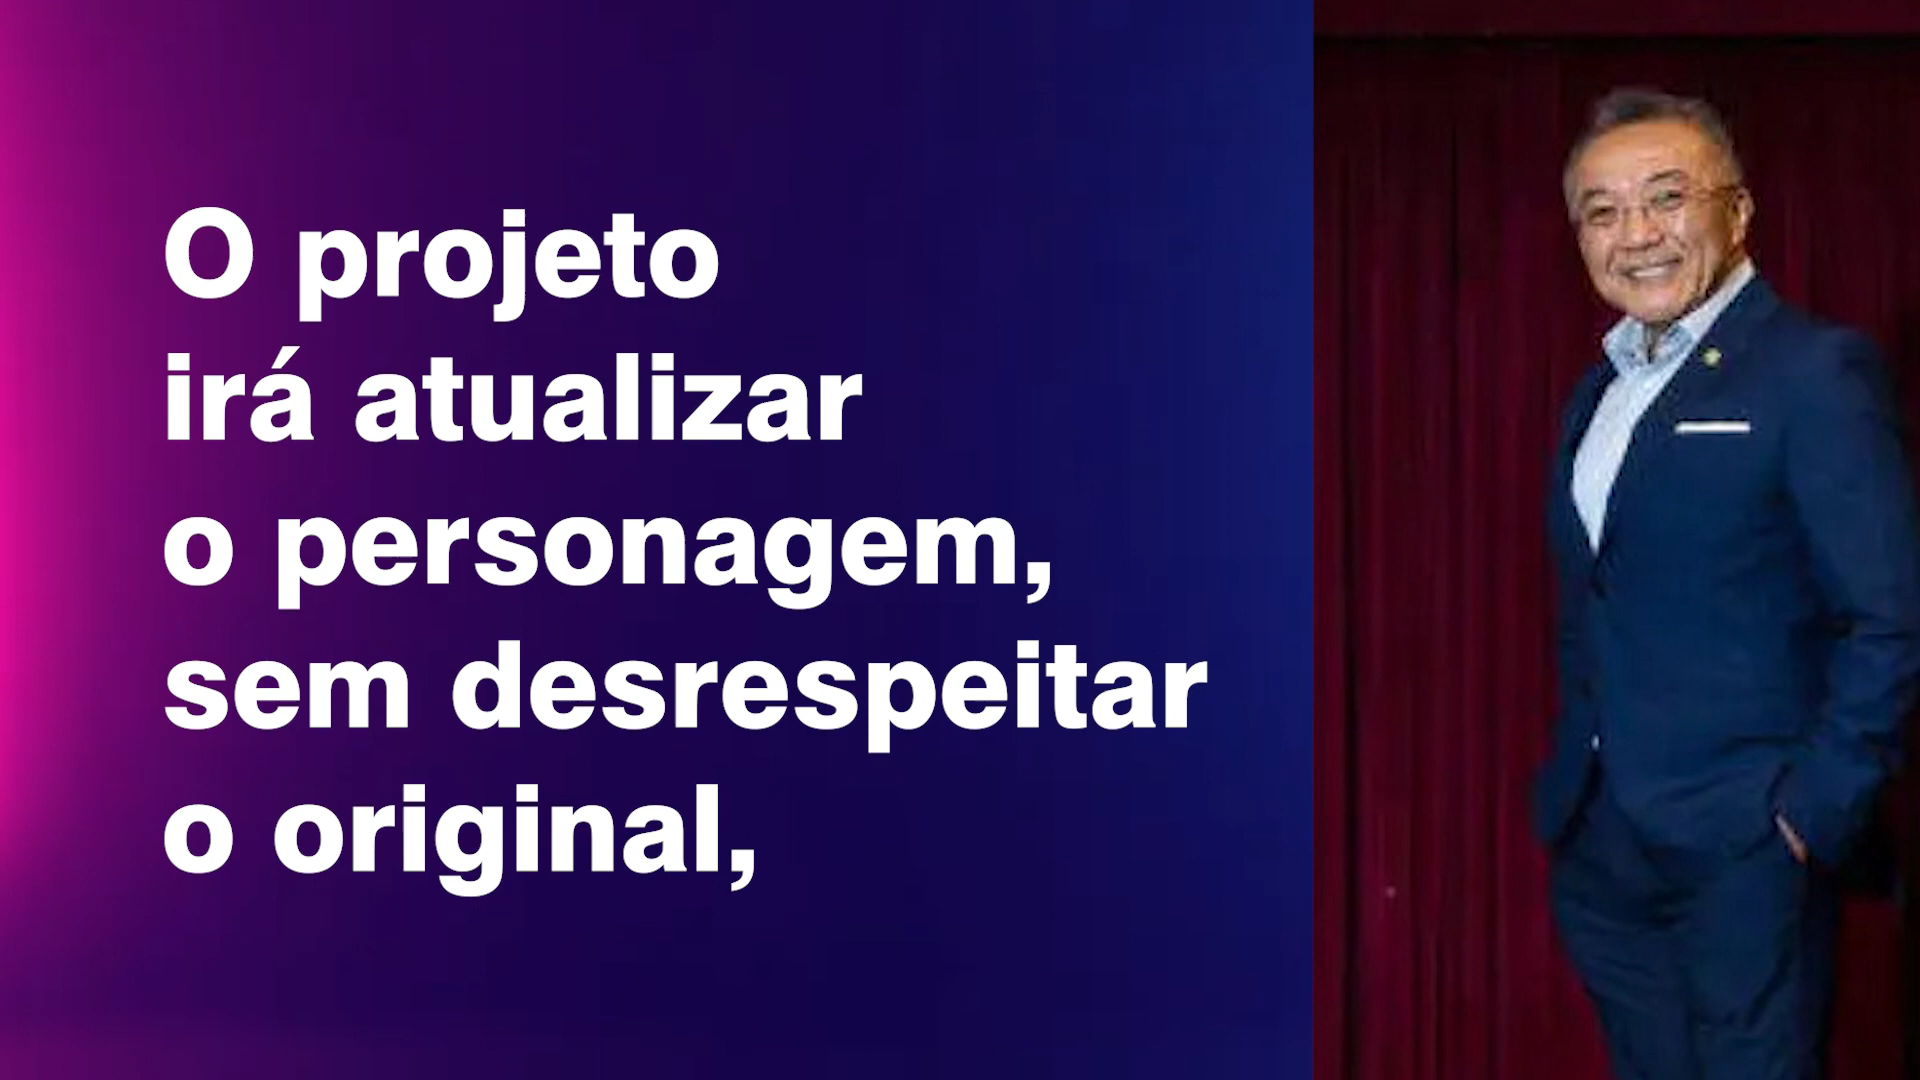 O projeto
irá atualizar
o personagem,
sem desrespeitar
o original,